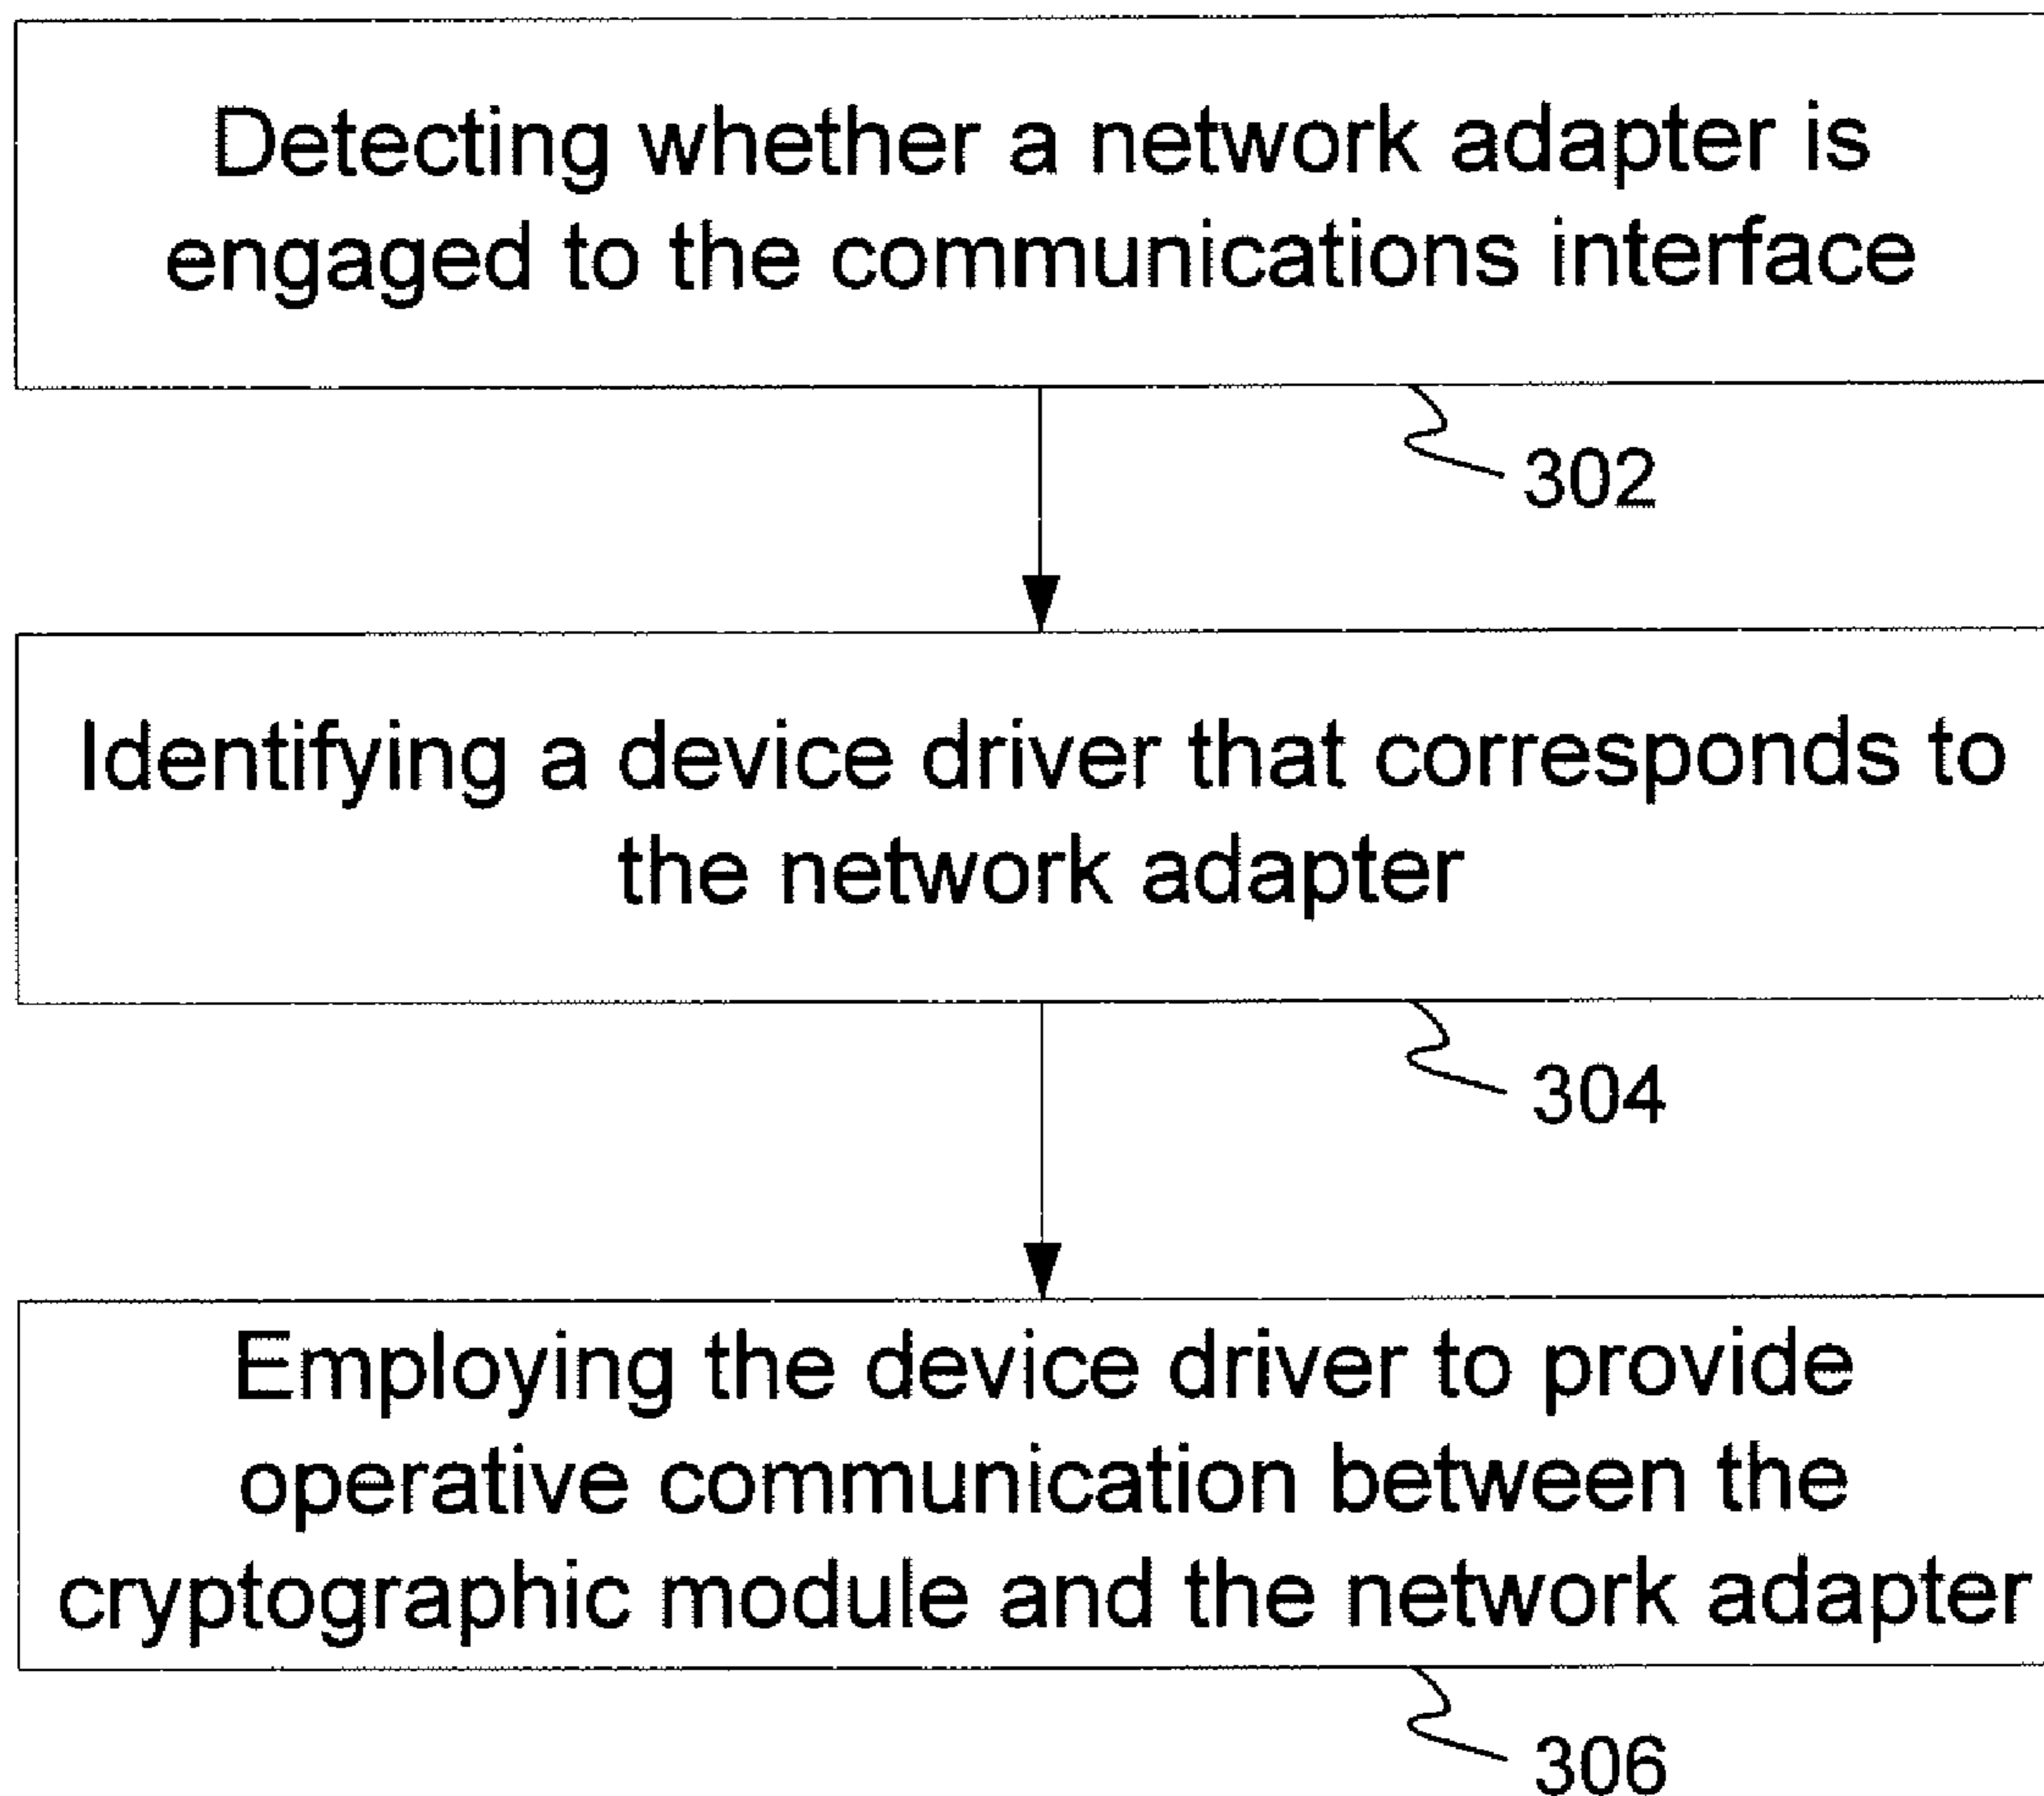 Detecting whether a network adapter is
engaged to the communications interface
302
Identifying a device driver that corresponds to
the network adapter
304
Employing the device driver to provide
operative communication between the
cryptographic module and the network adapter
306